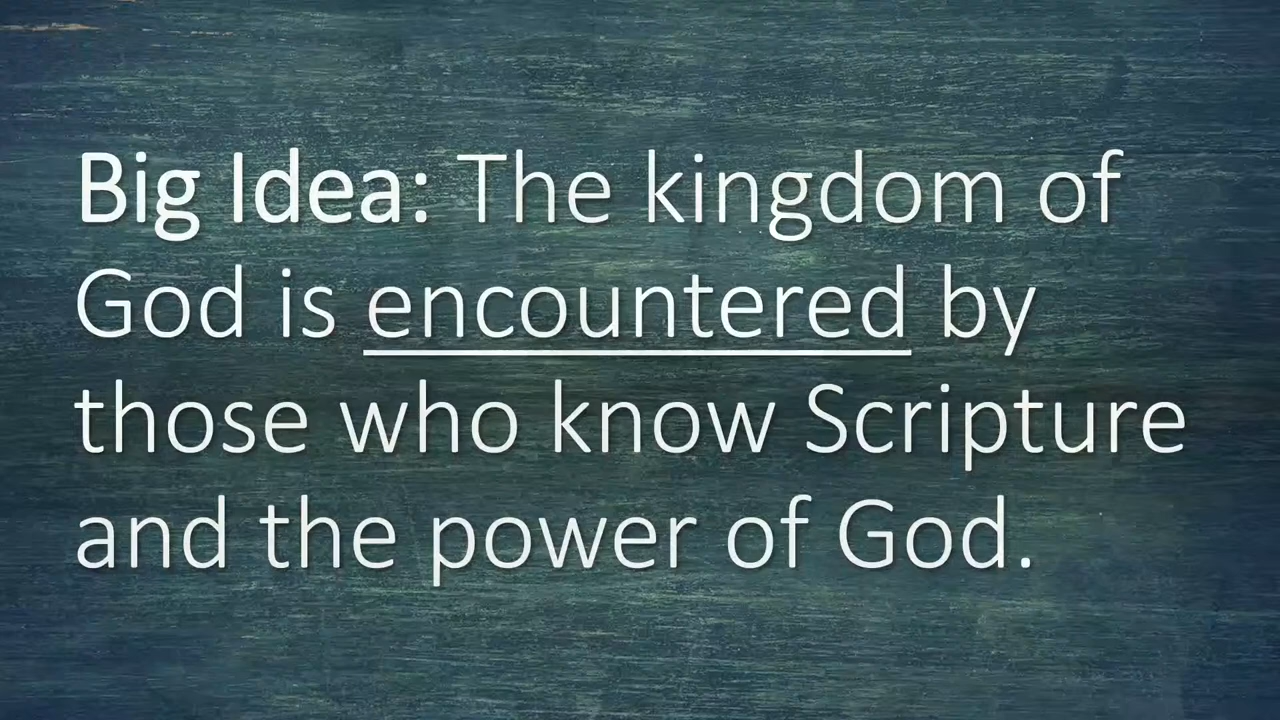 Big Idea: The kingdom of
God is encountered by
those who know Scripture
and the power of God.